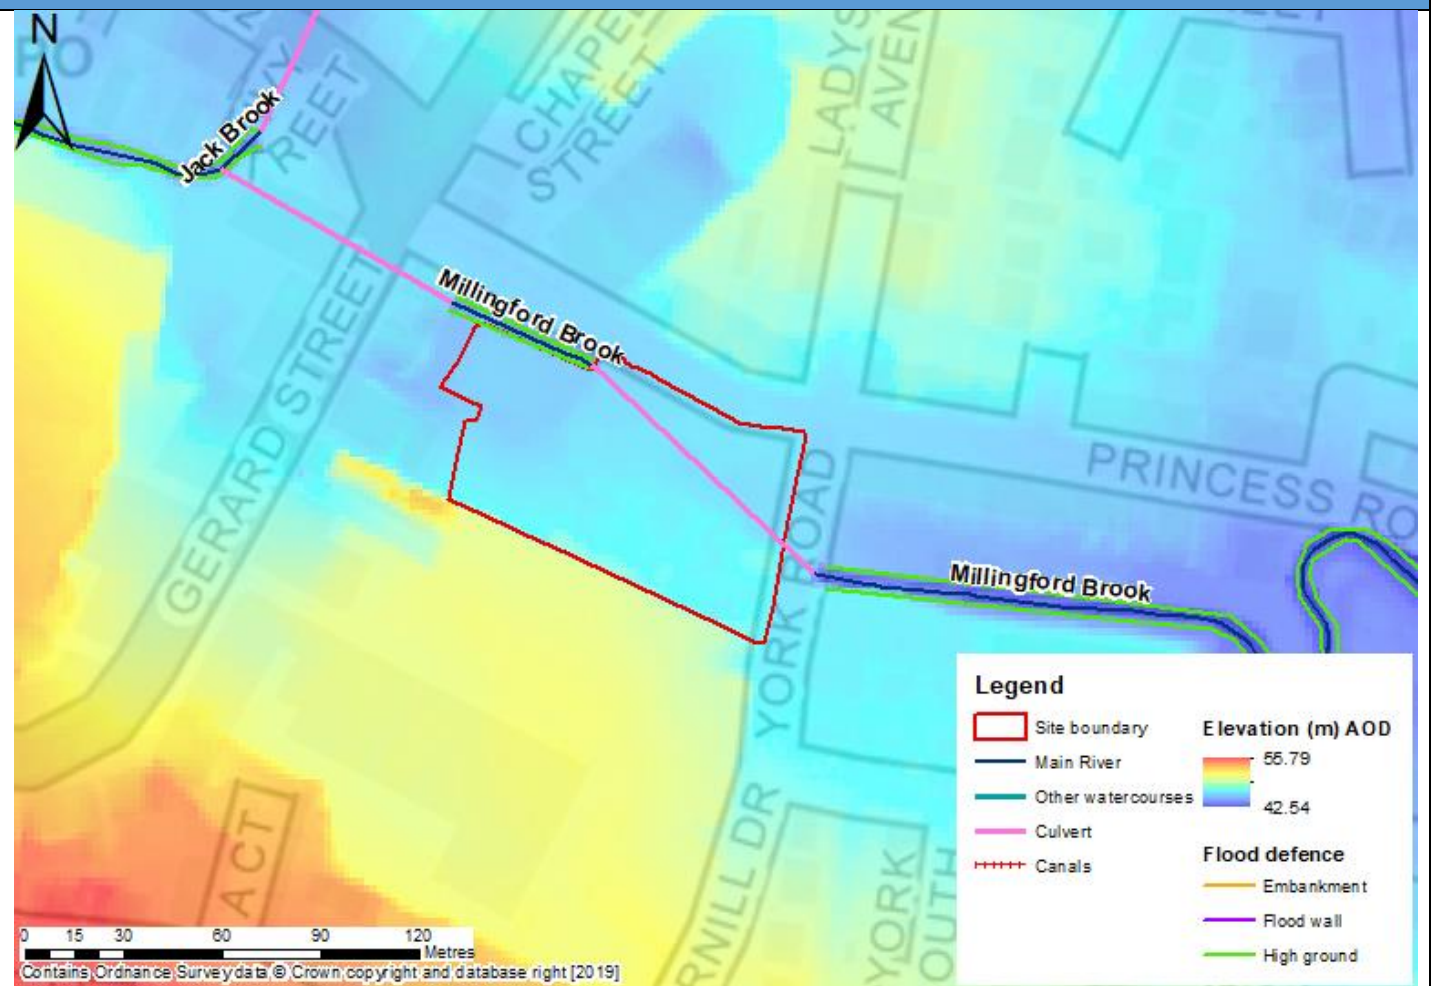 N
RO
CHAPEL
STREET
LADYS
AVEN
REET
Jack Brook
Millingford Brook
GERARD STREET
PRINCESS RO
YORK ROAD
Millingford Brook
ACT
RNILL DR
YORK
OUTH
Legend
Site boundary
Main River
Other watercourses
Culvert
Canals
Elevation (m) AOD
55.79
42.54
Flood defence
Embankment
Flood wall
High ground
0 15 30 60 90 120
Metres
Contains Ordnance Survey data © Crown copyright and database right [2019]